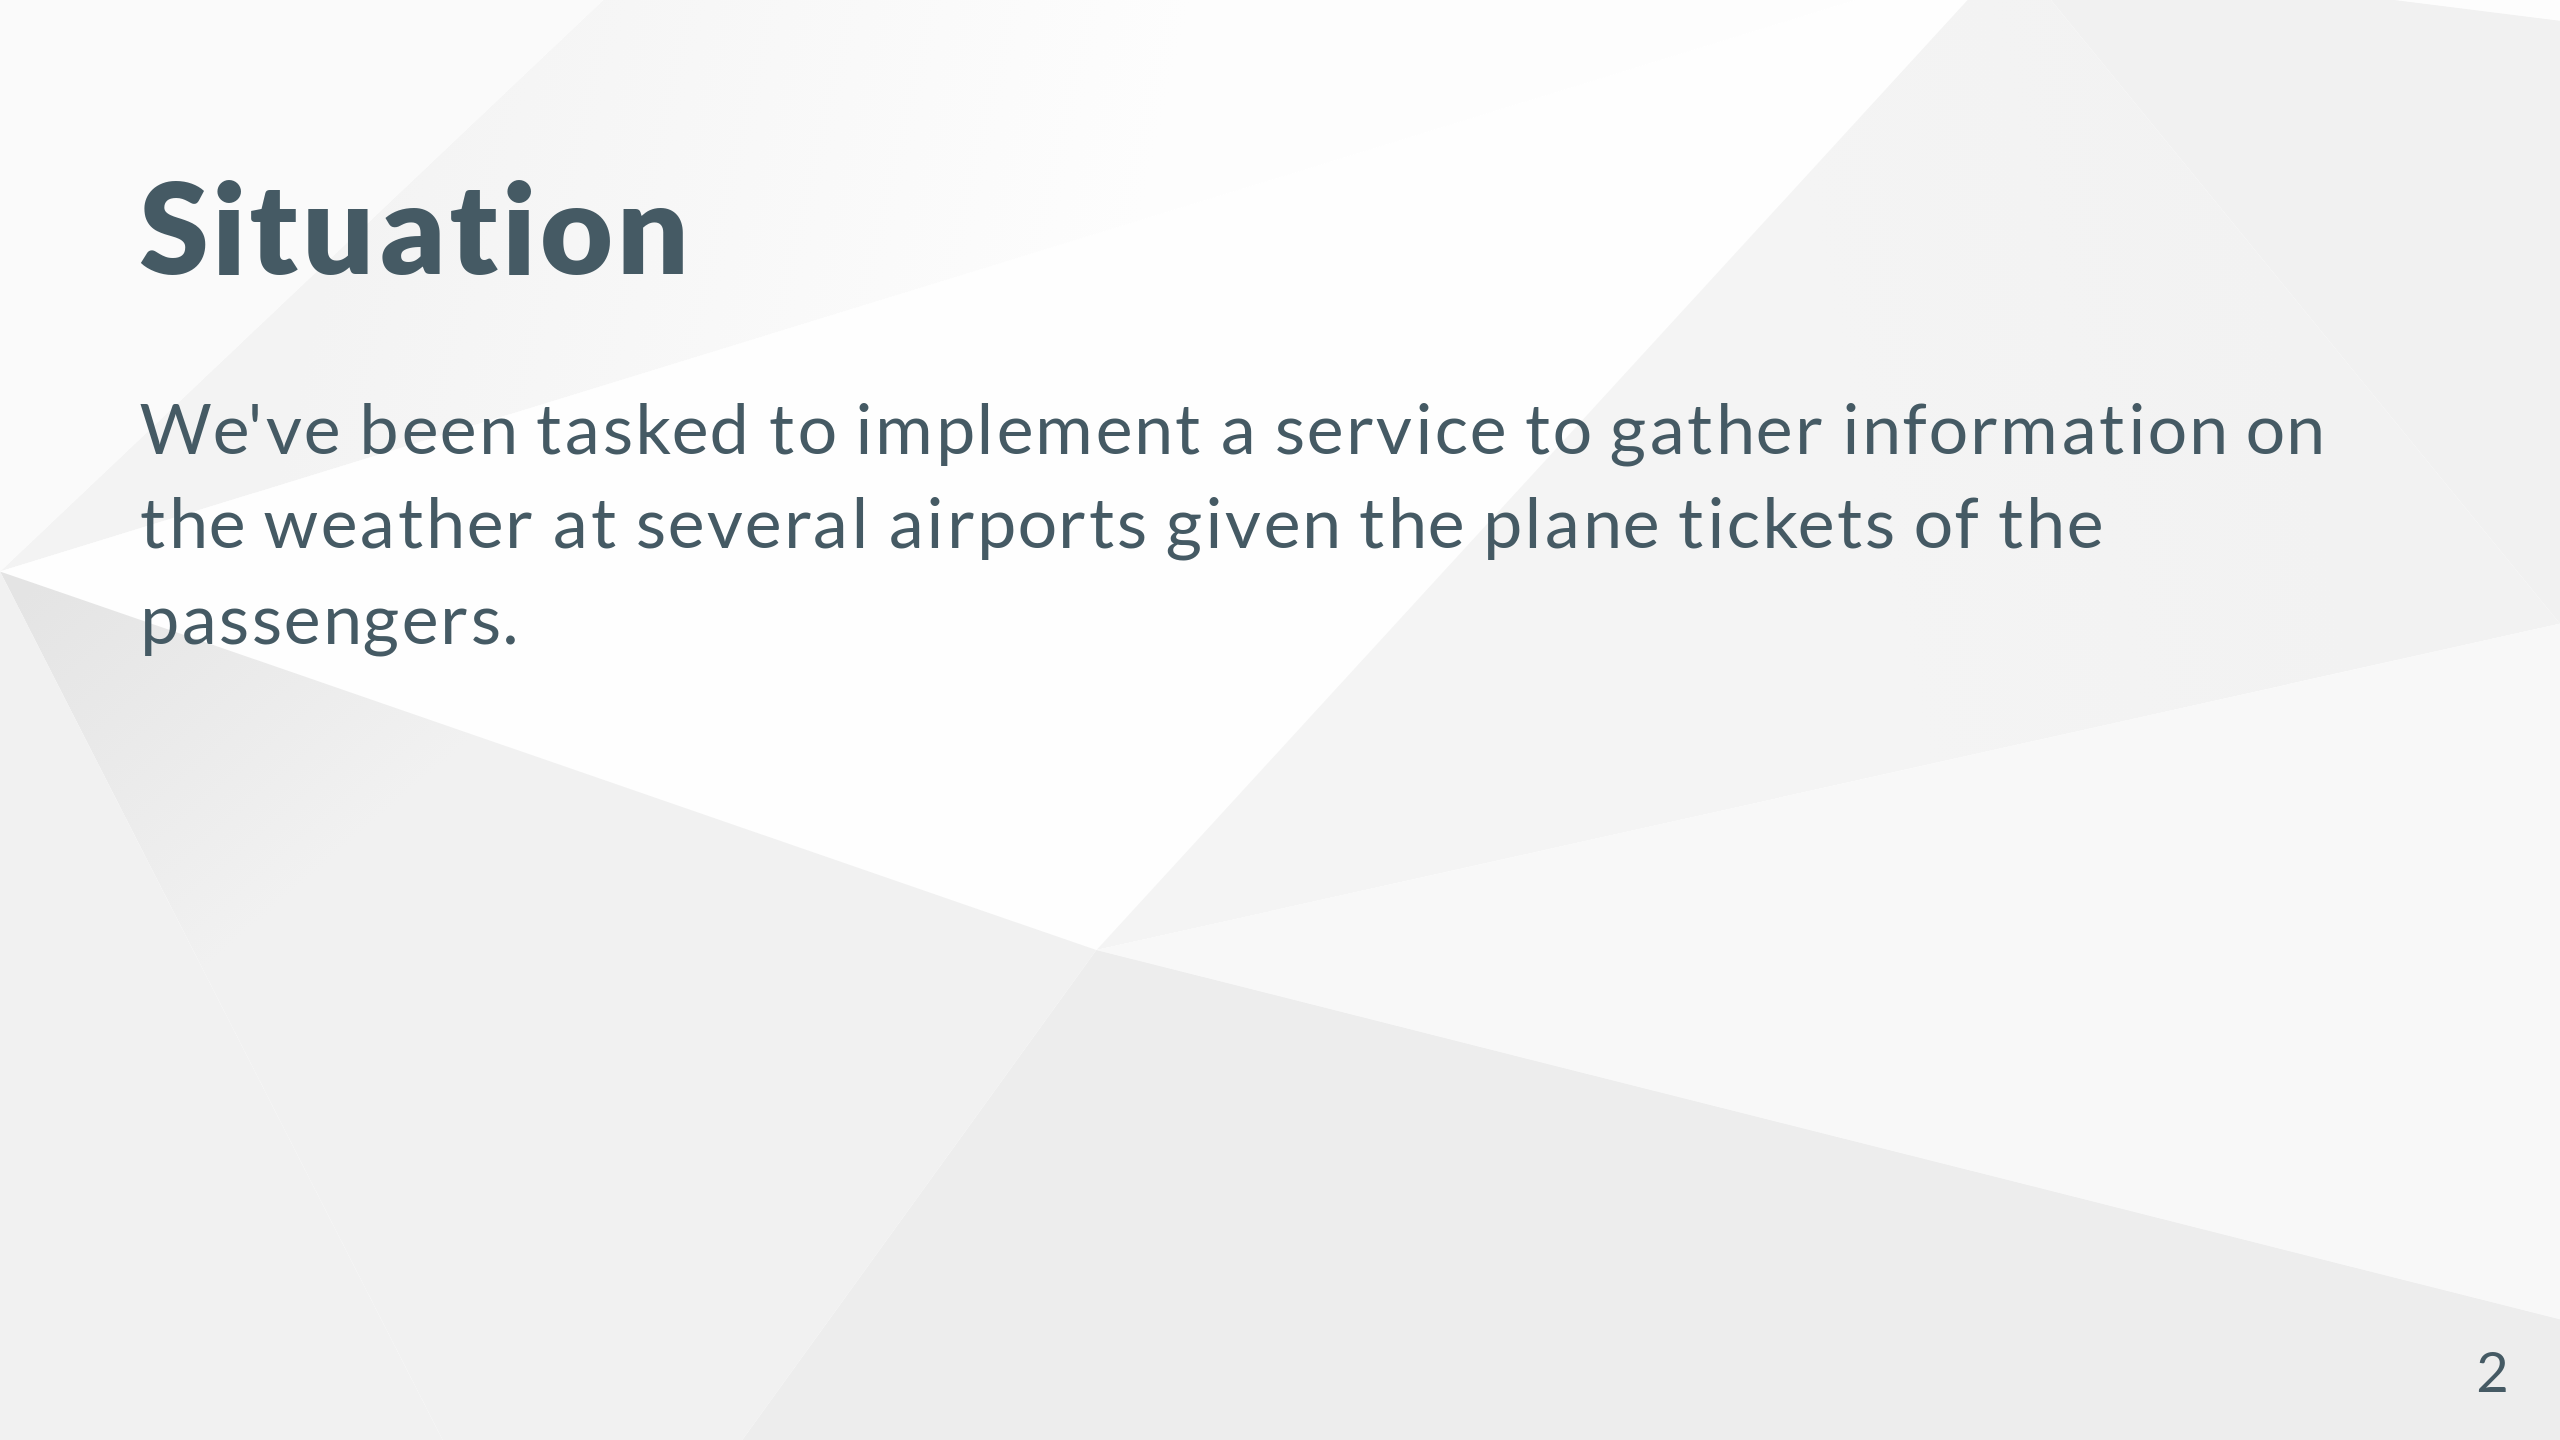 Situation
We've been tasked to implement a service to gather information on
the weather at several airports given the plane tickets of the
passengers.
2